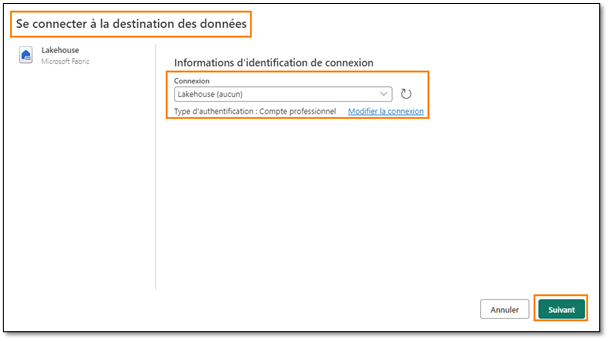 Se connecter à la destination des données
Lakehouse
Microsoft Fabric
Informations d'identification de connexion
Connexion
Lakehouse (aucun)
Type d'authentification : Compte professionnel Modifier la connexion
Annuler Suivant